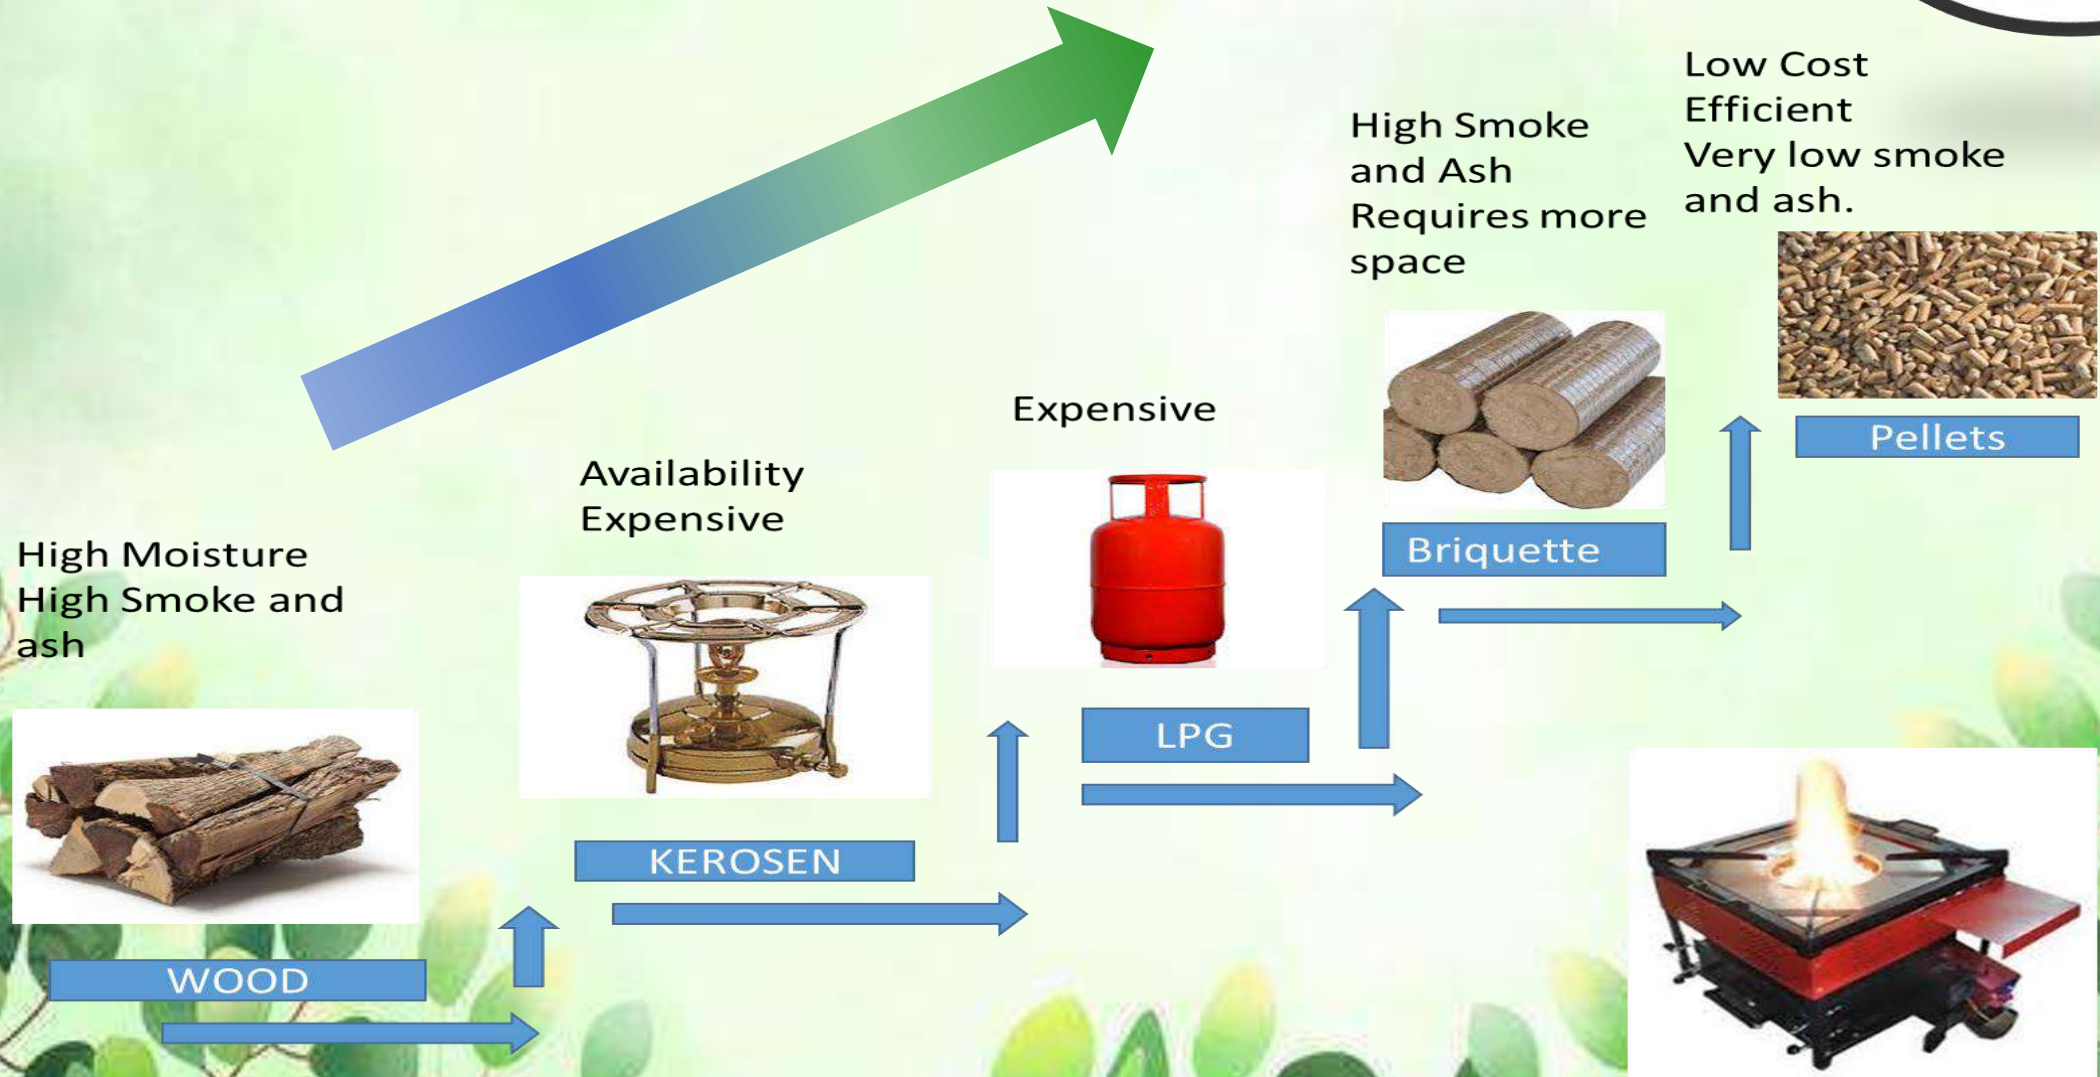 High Moisture
High Smoke and
ash
WOOD
Availability
Expensive
KEROSEN
Expensive
LPG
High Smoke
and Ash
Requires more
space
Briquette
Low Cost
Efficient
Very low smoke
and ash.
Pellets